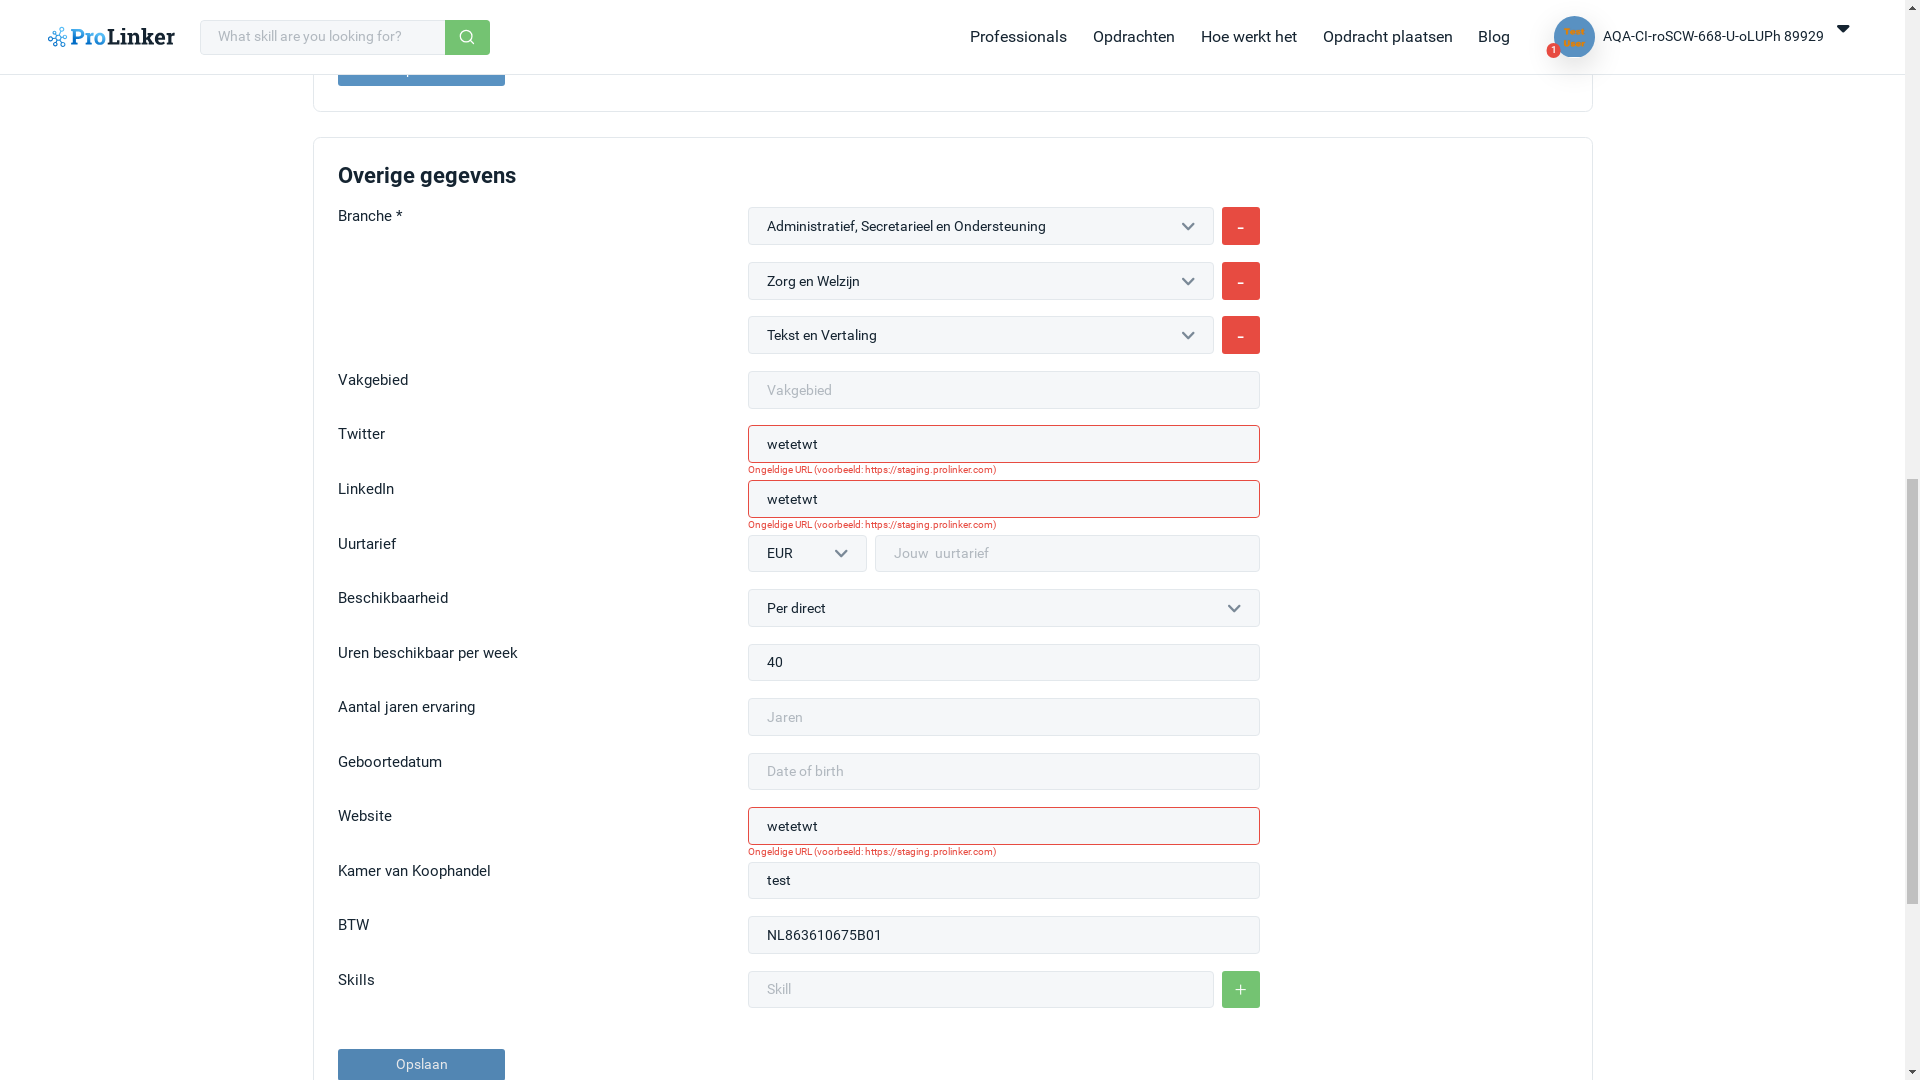 ProLinker
What skill are you looking for?
Professionals
Opdrachten
Hoe werkt het
Opdracht plaatsen
Blog
1
Test User
AQA-CI-roSCW-668-U-oLUPh 89929
Overige gegevens
Branche *
Administratief, Secretarieel en Ondersteuning
-
Zorg en Welzijn
-
Tekst en Vertaling
-
Vakgebied
Vakgebied
Twitter
wetetwt
Ongeldige URL (voorbeeld: https://staging.prolinker.com)
LinkedIn
wetetwt
Ongeldige URL (voorbeeld: https://staging.prolinker.com)
Uurtarief
EUR
Jouw uurtarief
Beschikbaarheid
Per direct
Uren beschikbaar per week
40
Aantal jaren ervaring
Jaren
Geboortedatum
Date of birth
Website
wetetwt
Ongeldige URL (voorbeeld: https://staging.prolinker.com)
Kamer van Koophandel
test
BTW
NL863610675B01
Skills
Skill
+
Opslaan